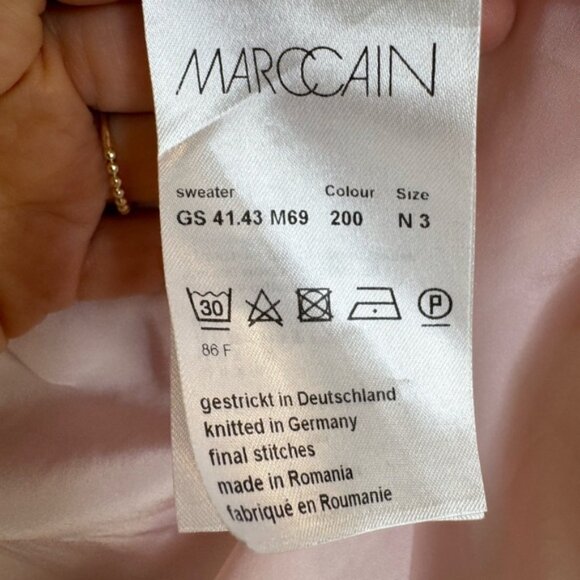 MARCCAIN
sweater Colour Size
GS 41.43 M69 200 N 3
30 P
86 F
gestrickt in Deutschland
knitted in Germany
final stitches
made in Romania
fabriqué en Roumanie